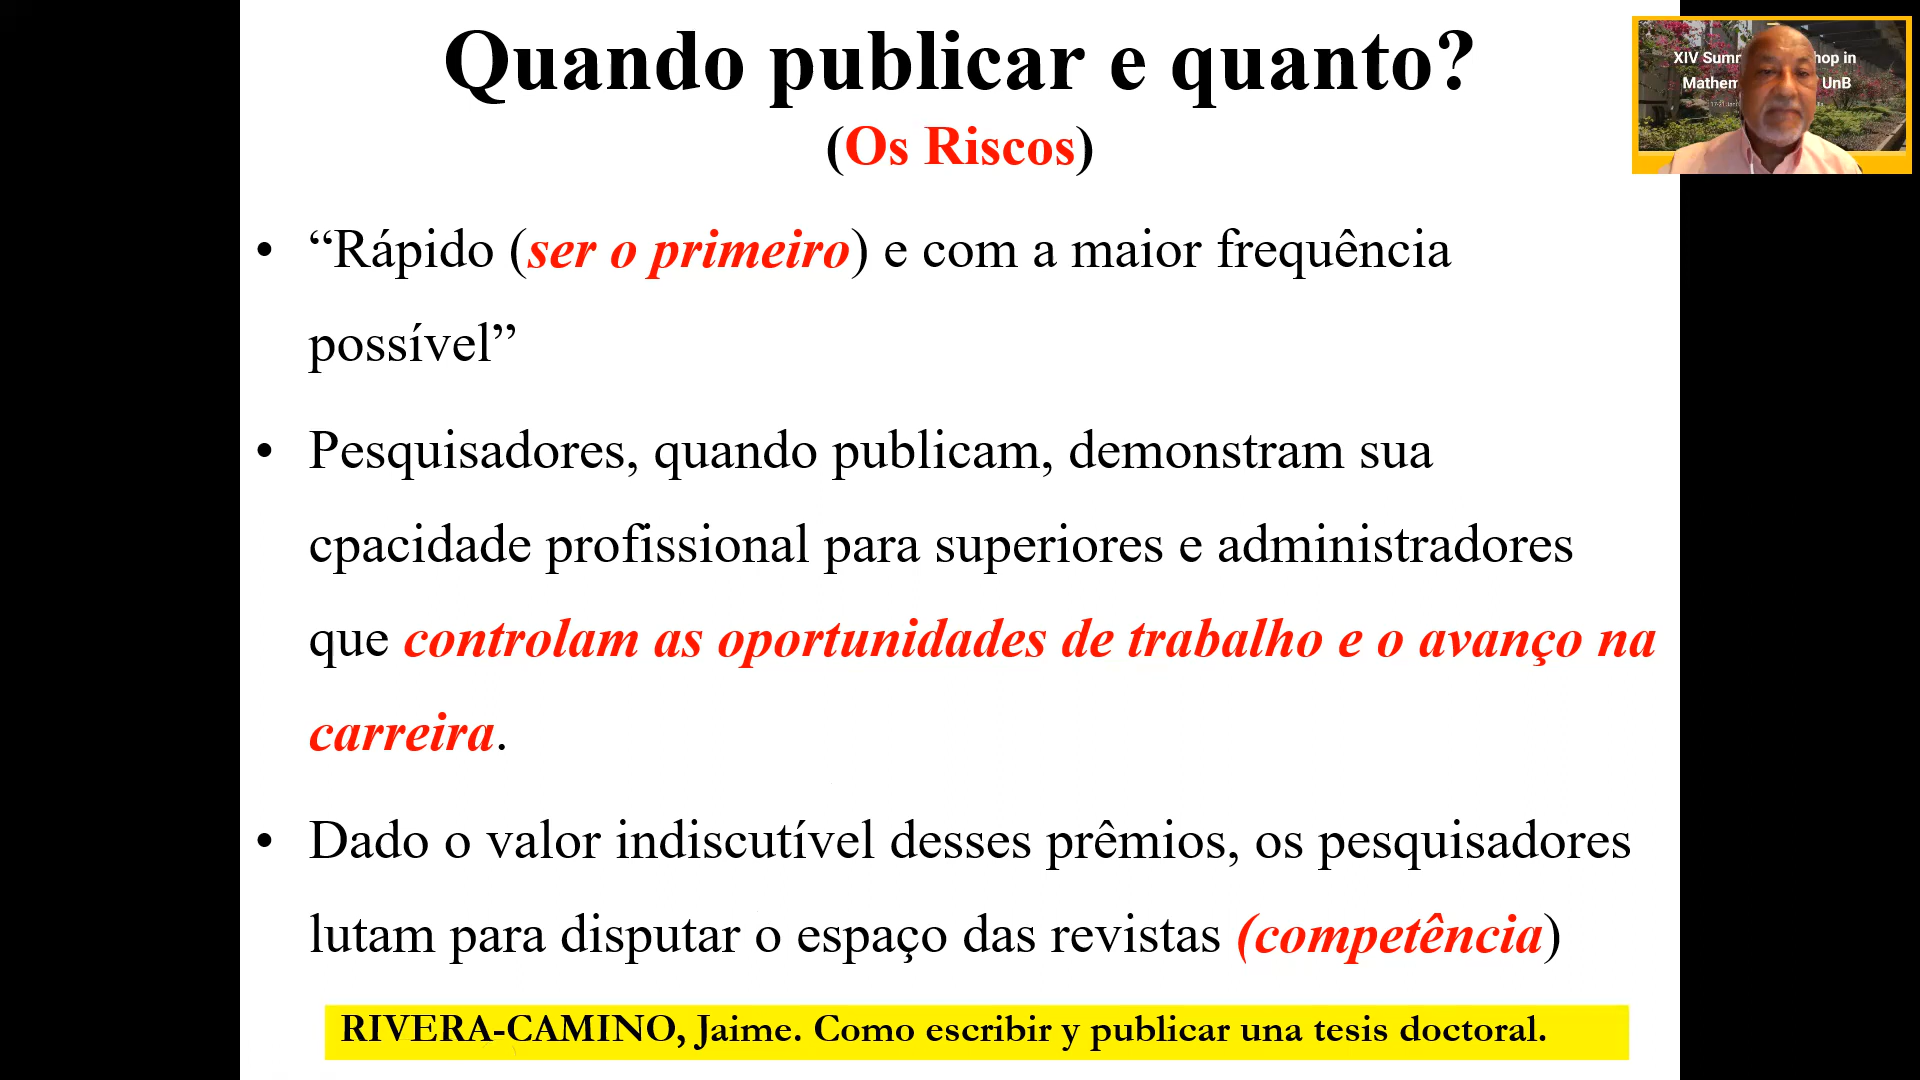 Quando publicar e quanto?
(Os Riscos)
• “Rápido (ser o primeiro) e com a maior frequência
possível”
• Pesquisadores, quando publicam, demonstram sua
cpacidade profissional para superiores e administradores
que controlam as oportunidades de trabalho e o avanço na
carreira.
• Dado o valor indiscutível desses prêmios, os pesquisadores
lutam para disputar o espaço das revistas (competência)
RIVERA-CAMINO, Jaime. Como escribir y publicar una tesis doctoral.
XIV
in
UnB